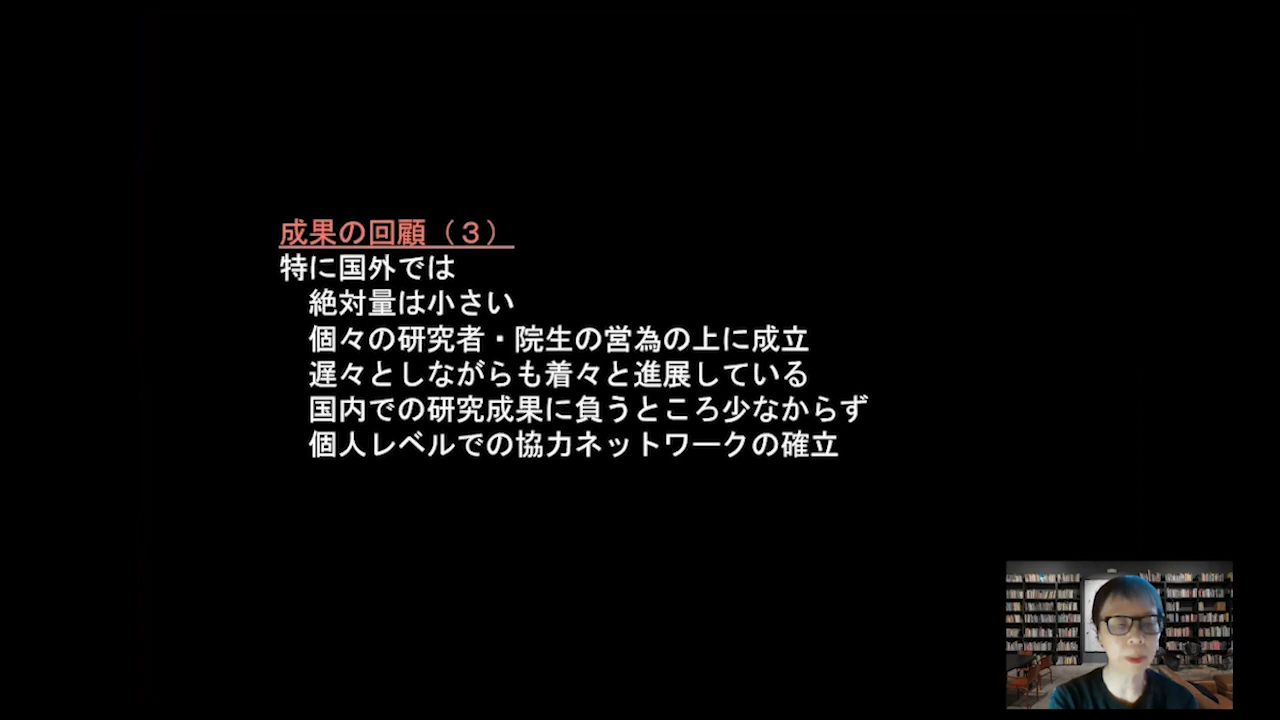 成果の回顧（３）
特に国外では
絶対量は小さい
個々の研究者・院生の営為の上に成立
遅々としながらも着々と進展している
国内での研究成果に負うところ少なからず
個人レベルでの協力ネットワークの確立